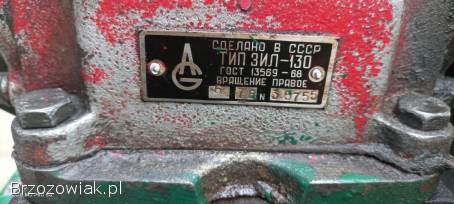 СДЕЛАНО В СССР
ТИП ЗИЛ-130
ГОСТ 13569-68
ВРАЩЕНИЕ ПРАВОЕ
N
Brzozowiak.pl